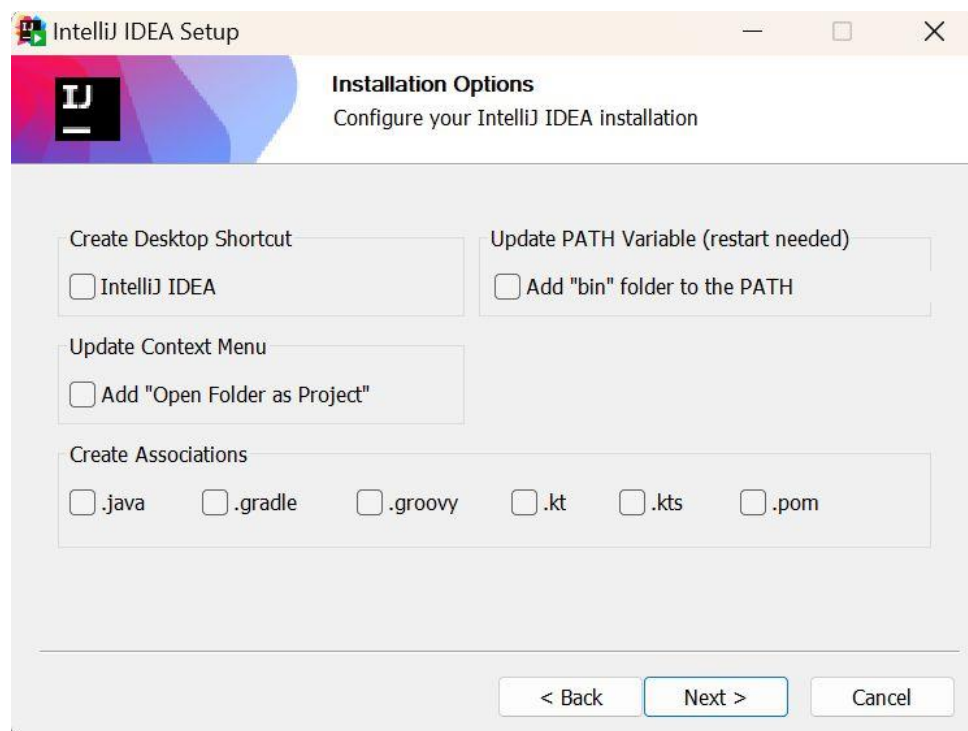 IntelliJ IDEA Setup
IJ
Installation Options
Configure your IntelliJ IDEA installation
Create Desktop Shortcut
IntelliJ IDEA
Update PATH Variable (restart needed)
Add "bin" folder to the PATH
Update Context Menu
Add "Open Folder as Project"
Create Associations
.java .gradle .groovy .kt .kts .pom
< Back Next > Cancel